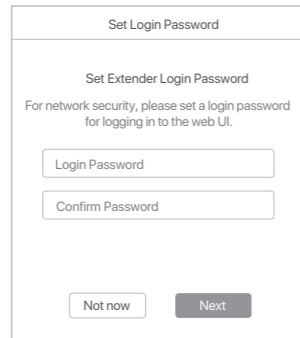 Set Login Password
Set Extender Login Password
For network security, please set a login password
for logging in to the web UI.
Login Password
Confirm Password
Not now
Next